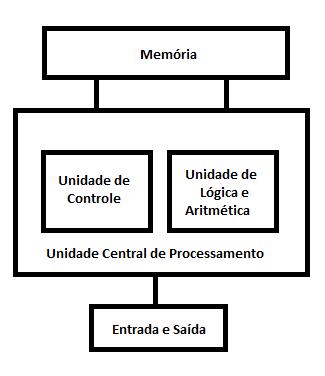 Memória
Unidade de
Controle
Unidade de
Lógica e
Aritmética
Unidade Central de Processamento
Entrada e Saída